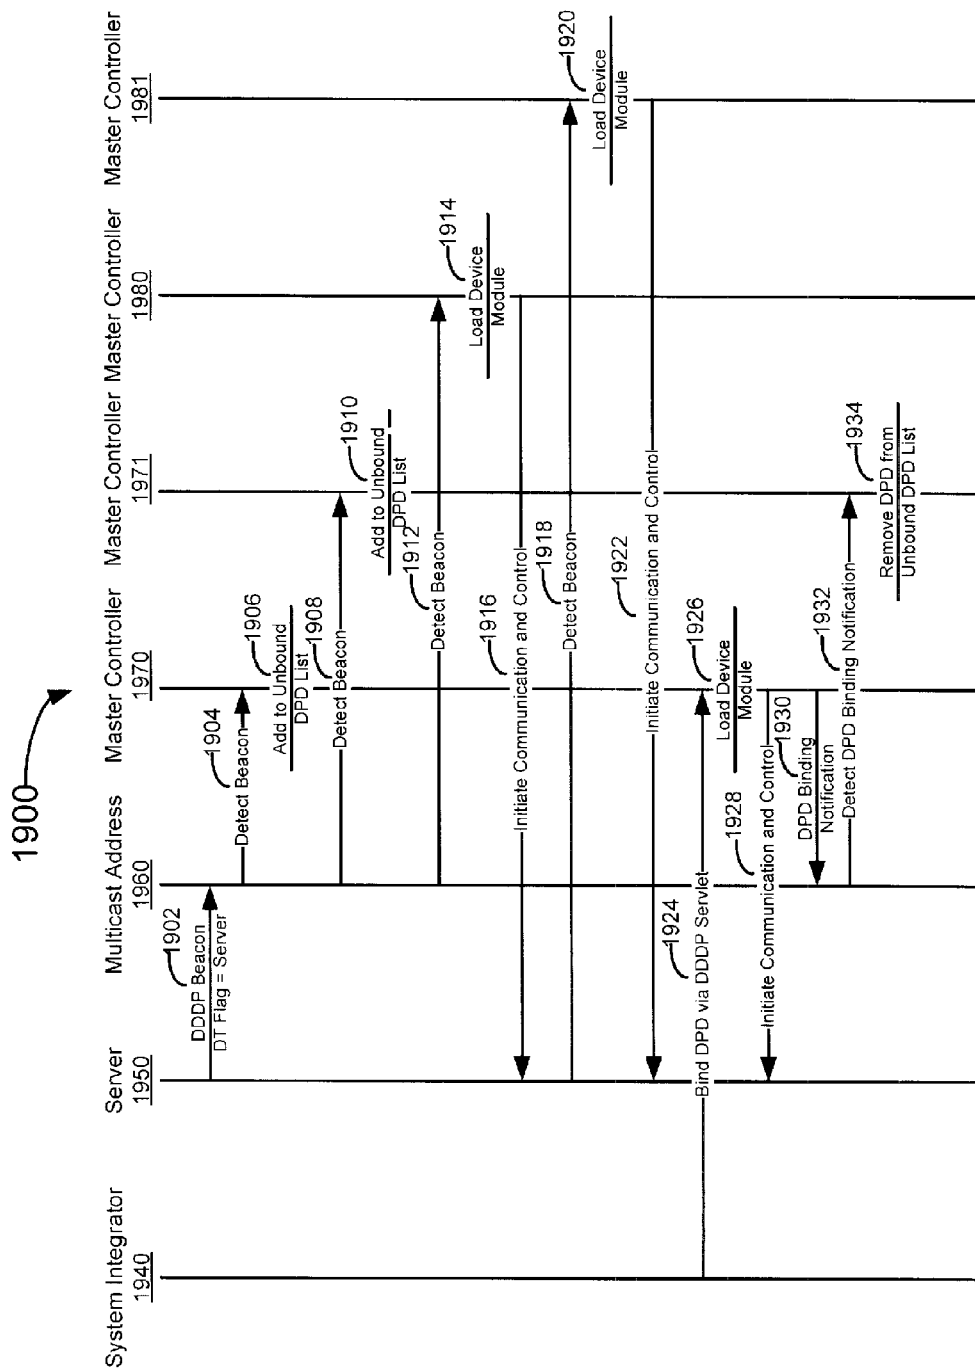 1900
System Integrator
1940
Server
1950
Multicast Address
1960
Master Controller
1970
Master Controller
1971
Master Controller
1980
Master Controller
1981
1902
DDDP Beacon
DT Flag = Server
1904
Detect Beacon
1906
Add to Unbound
DPD List
1908
Detect Beacon
1910
Add to Unbound
DPD List
1912
Detect Beacon
1914
Load Device
Module
1916
Initiate Communication and Control
1918
Detect Beacon
1920
Load Device
Module
1922
Initiate Communication and Control
1924
Bind DPD via DDDP Servlet
1926
Load Device
Module
1928
Initiate Communication and Control
1930
DPD Binding
Notification
1932
Detect DPD Binding Notification
1934
Remove DPD from
Unbound DPD List